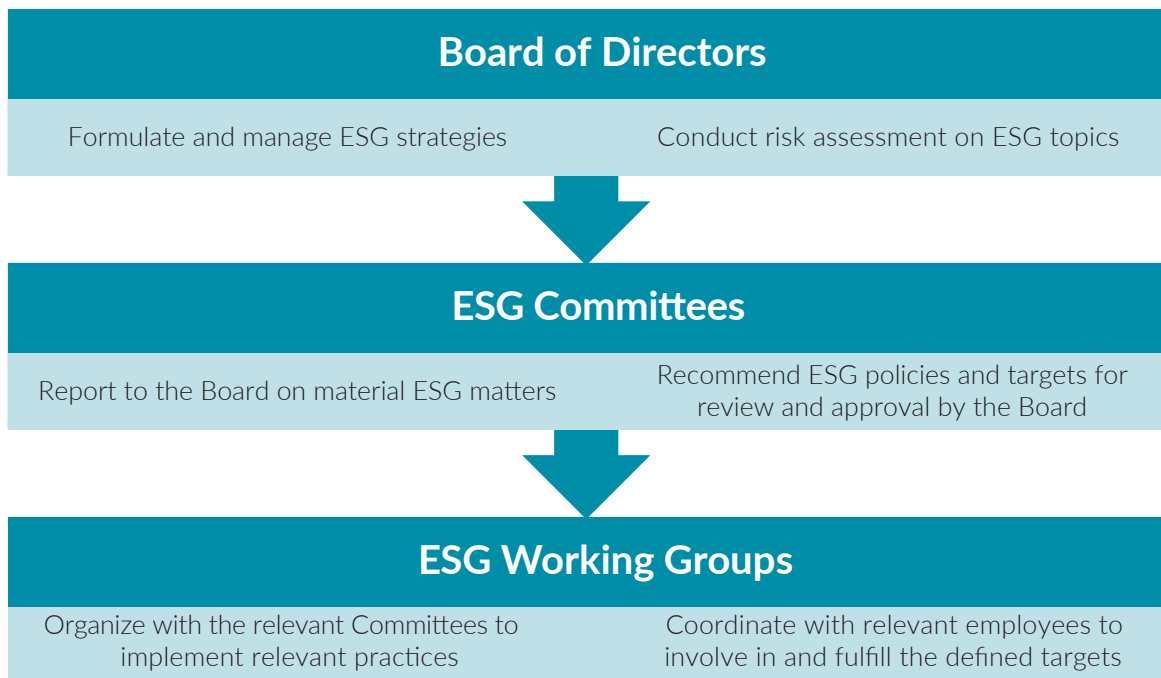 Board of Directors
Formulate and manage ESG strategies
Conduct risk assessment on ESG topics
ESG Committees
Report to the Board on material ESG matters
Recommend ESG policies and targets for
review and approval by the Board
ESG Working Groups
Organize with the relevant Committees to
implement relevant practices
Coordinate with relevant employees to
involve in and fulfill the defined targets